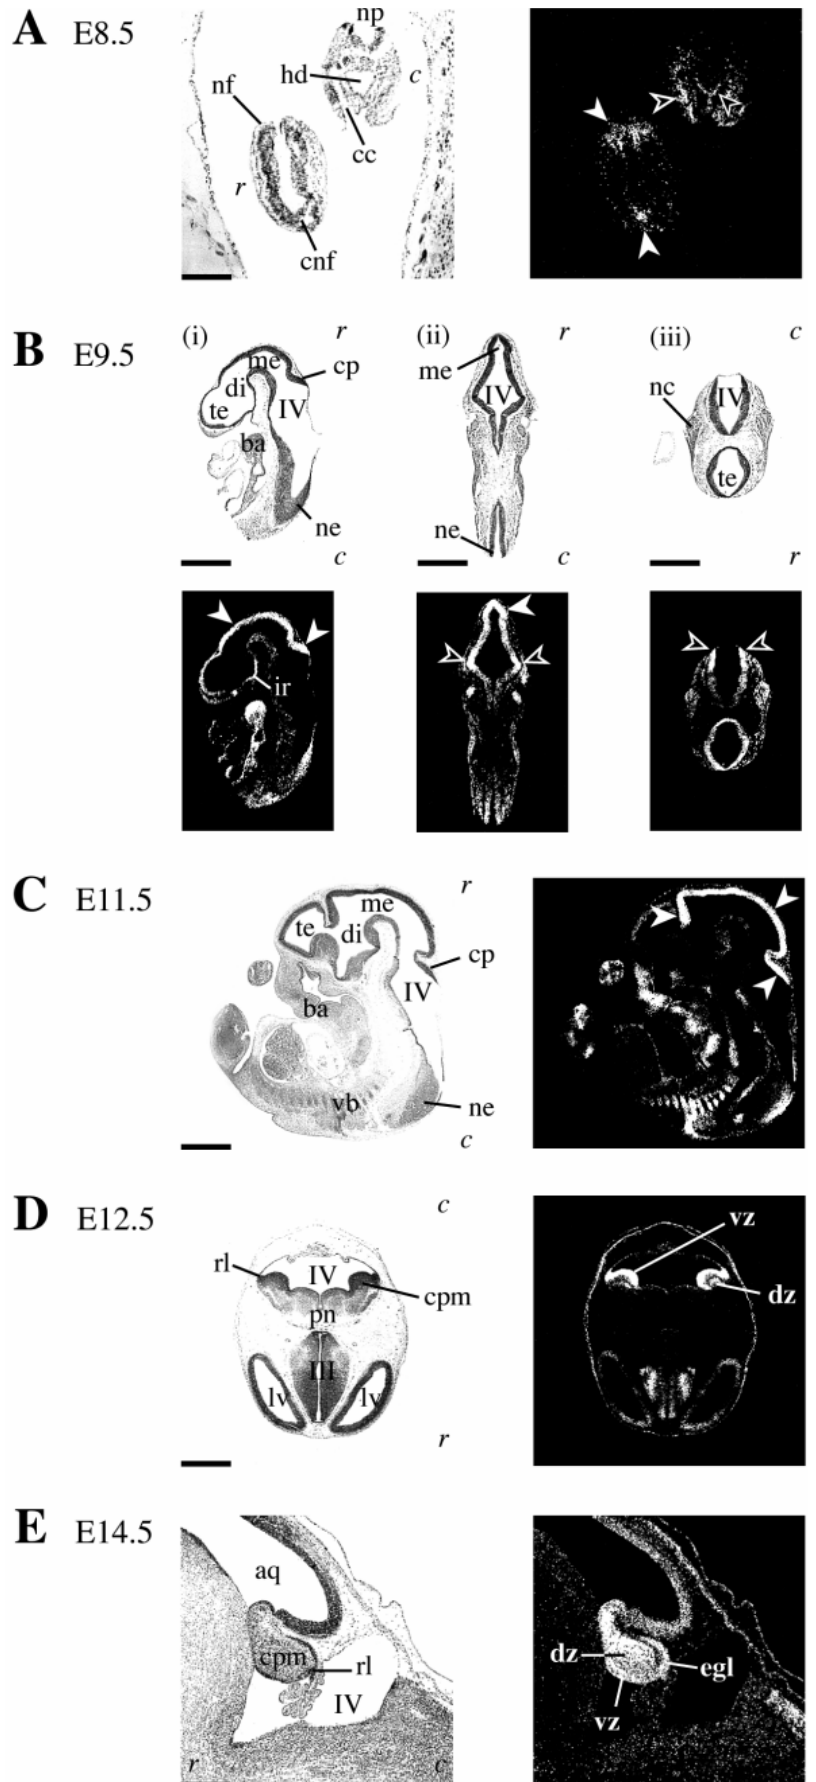 A E8.5
np
hd
c
nf
cc
r
cnf
B E9.5
(i)
r
(ii)
r
(iii)
c
me
cp
di
IV
te
ba
ne
c
me
IV
ne
c
nc
IV
te
r
ir
C E11.5
r
me
te
di
cp
IV
ba
vb
ne
c
D E12.5
c
rl
IV
cpm
pn
III
lv
lv
r
vz
dz
E E14.5
aq
cpm
rl
IV
r
c
dz
egl
vz